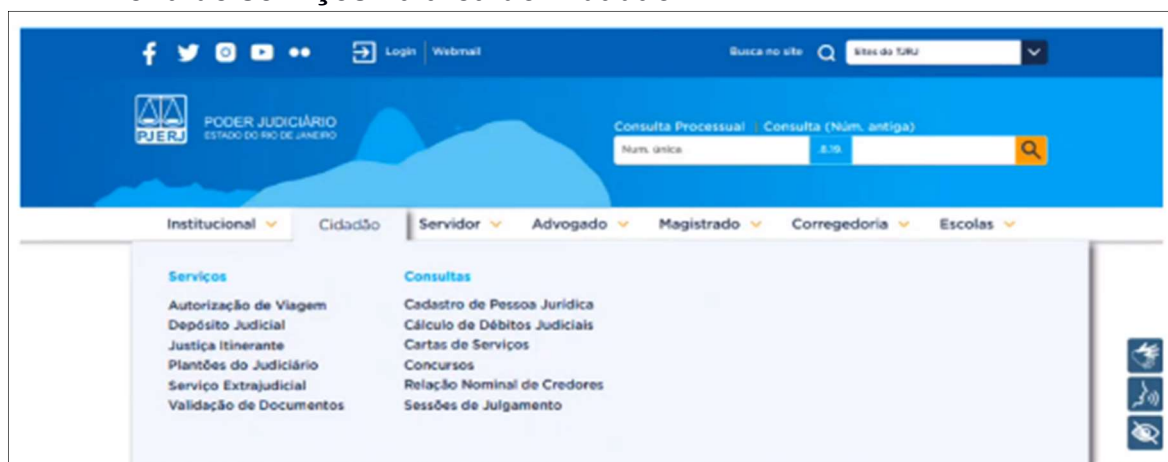 Login | Webmail
Busca no site
Sites do TJRJ
PJERJ
PODER JUDICIÁRIO
ESTADO DO RIO DE JANEIRO
Consulta Processual | Consulta (Núm. antiga)
Num. única
.8.19.
Institucional Cidadão Servidor Advogado Magistrado Corregedoria Escolas
Serviços
Autorização de Viagem
Depósito Judicial
Justiça Itinerante
Plantões do Judiciário
Serviço Extrajudicial
Validação de Documentos
Consultas
Cadastro de Pessoa Jurídica
Cálculo de Débitos Judiciais
Cartas de Serviços
Concursos
Relação Nominal de Credores
Sessões de Julgamento